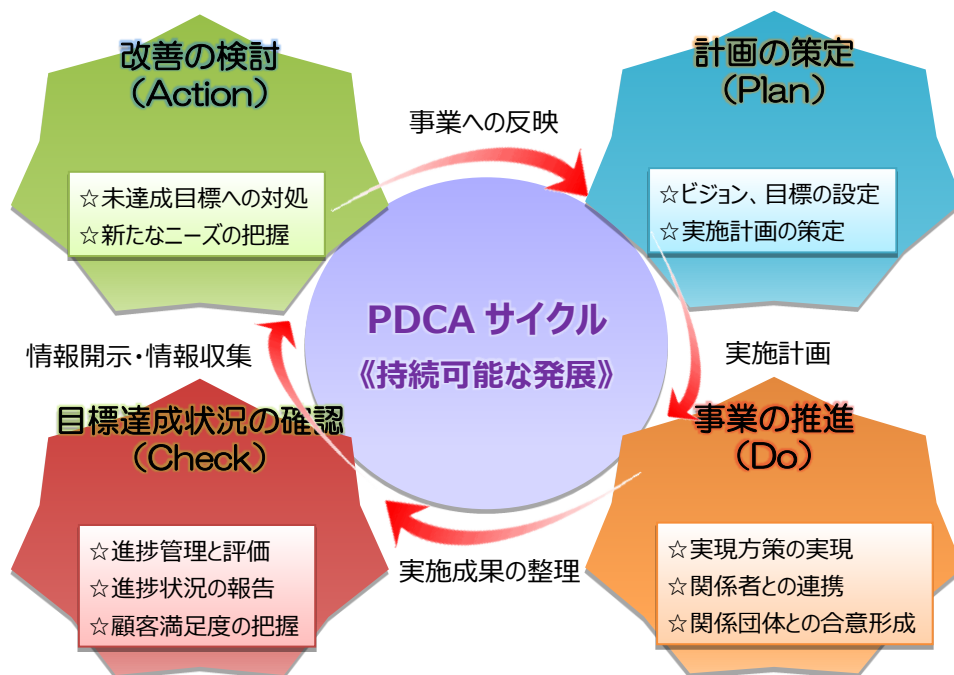 改善の検討
(Action)
☆未達成目標への対処
☆新たなニーズの把握
事業への反映
計画の策定
(Plan)
☆ビジョン、目標の設定
☆実施計画の策定
PDCA サイクル
《持続可能な発展》
情報開示・情報収集
実施計画
目標達成状況の確認
(Check)
☆進捗管理と評価
☆進捗状況の報告
☆顧客満足度の把握
実施成果の整理
事業の推進
(Do)
☆実現方策の実現
☆関係者との連携
☆関係団体との合意形成